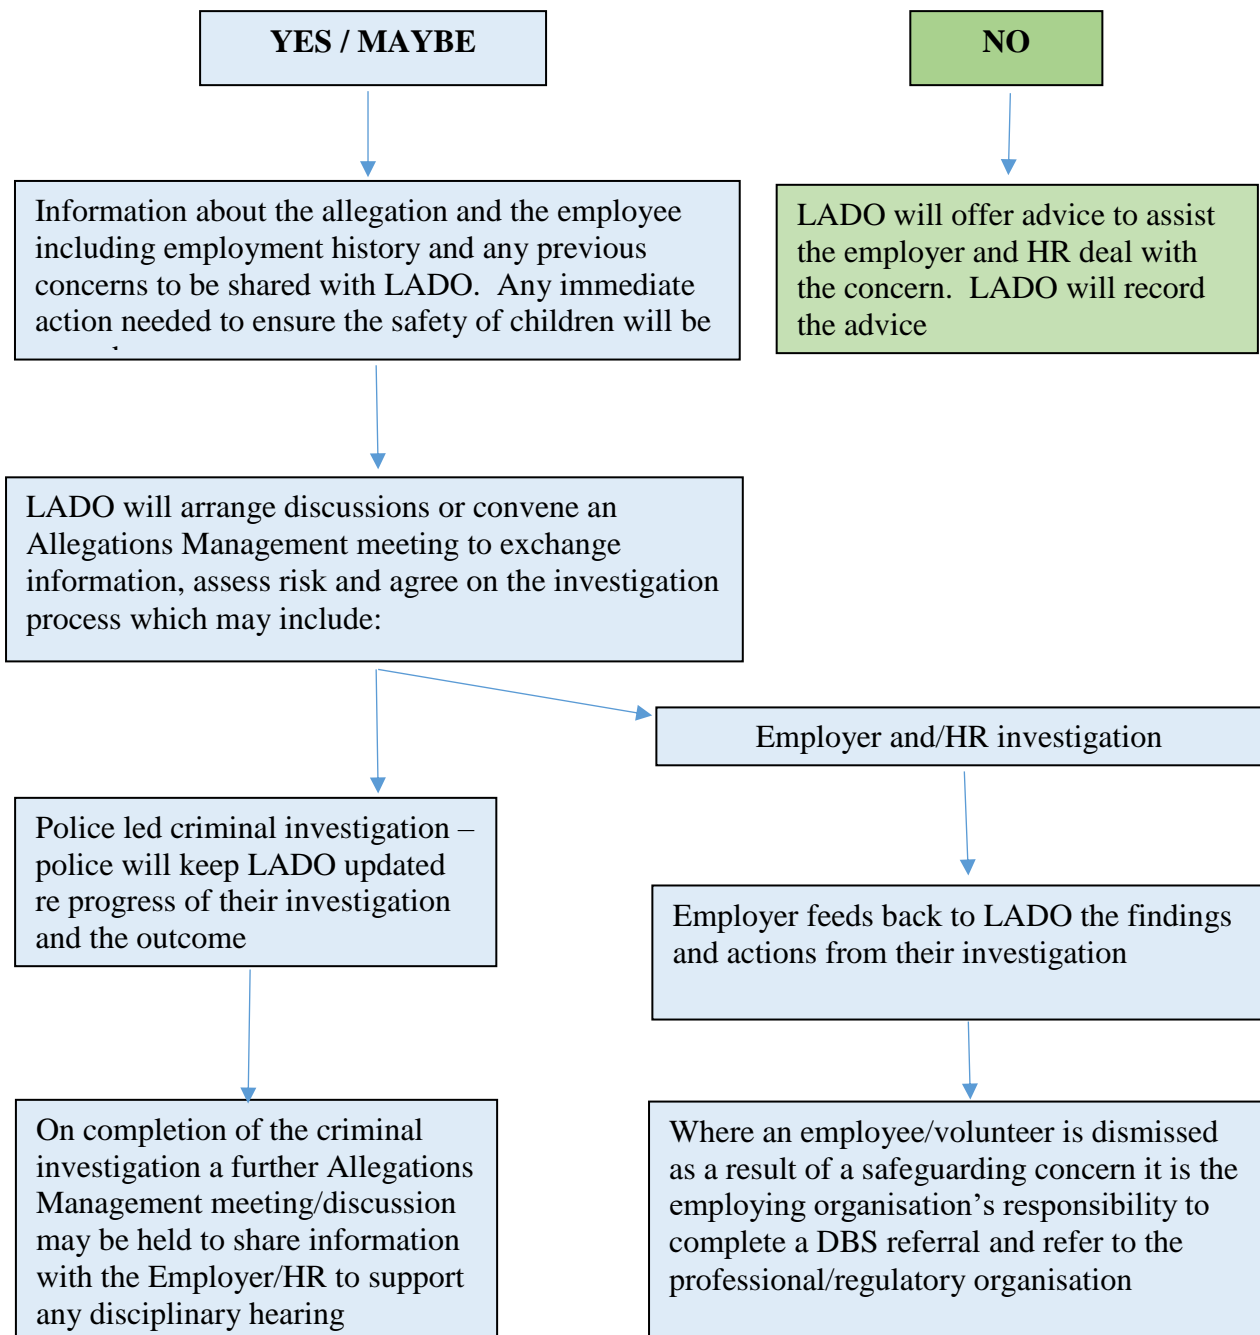 YES / MAYBE
NO
Information about the allegation and the employee
including employment history and any previous
concerns to be shared with LADO.  Any immediate
action needed to ensure the safety of children will be
LADO will offer advice to assist
the employer and HR deal with
the concern.  LADO will record
the advice
LADO will arrange discussions or convene an
Allegations Management meeting to exchange
information, assess risk and agree on the investigation
process which may include:
Employer and/HR investigation
Police led criminal investigation –
police will keep LADO updated
re progress of their investigation
and the outcome
Employer feeds back to LADO the findings
and actions from their investigation
On completion of the criminal
investigation a further Allegations
Management meeting/discussion
may be held to share information
with the Employer/HR to support
any disciplinary hearing
Where an employee/volunteer is dismissed
as a result of a safeguarding concern it is the
employing organisation’s responsibility to
complete a DBS referral and refer to the
professional/regulatory organisation